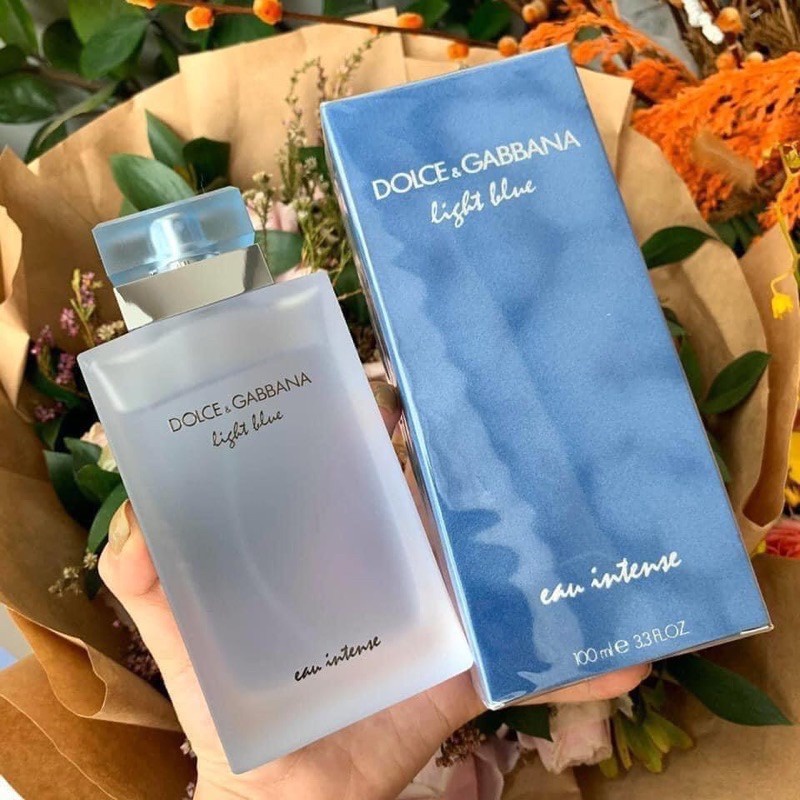 DOLCE & GABBANA
light blue
eau intense
DOLCE & GABBANA
light blue
eau intense
100 ml e 3.3 FL.OZ